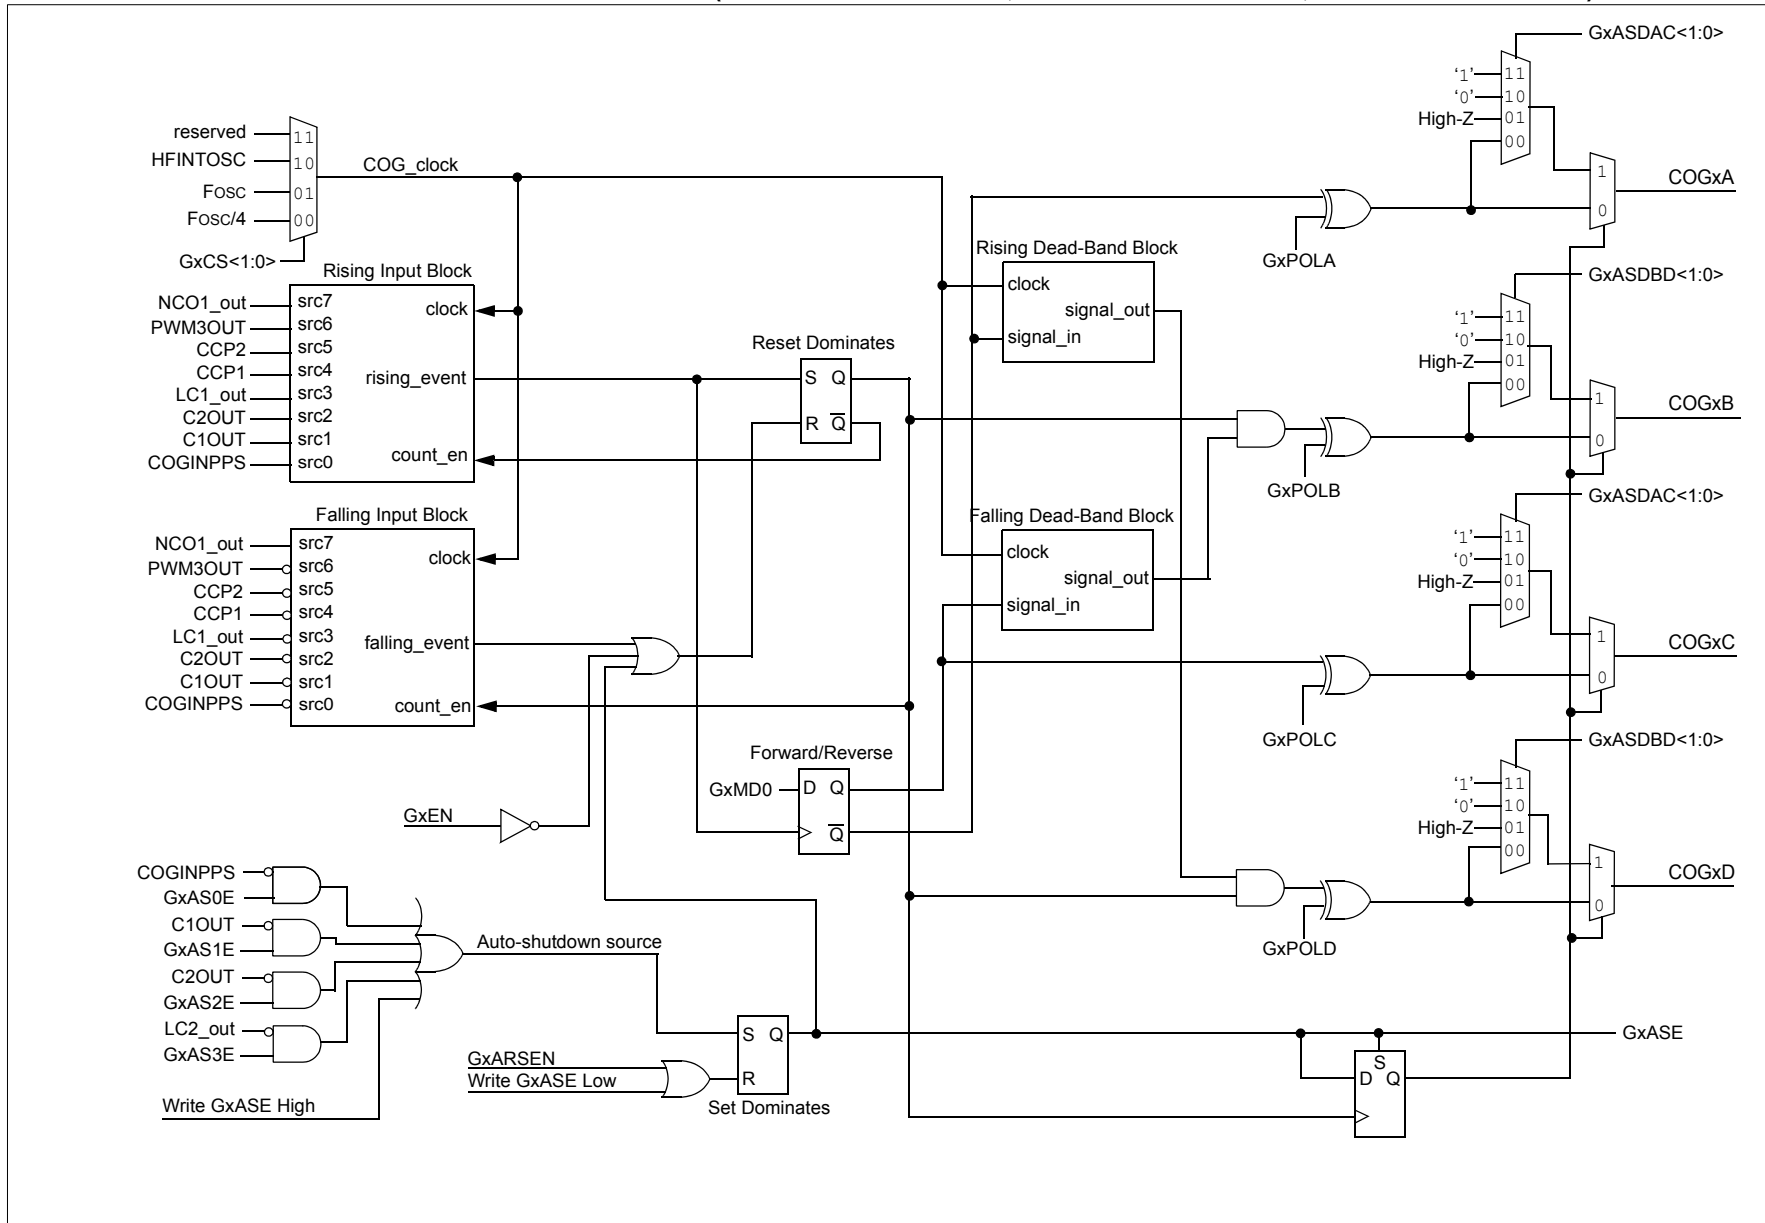 GxASDAC<1:0>
'1' 11
'0' 10
High-Z 01
00
1
0
COGxA
reserved 11
HFINTOSC 10
FOSC 01
FOSC/4 00
GxCS<1:0>
COG_clock
GxPOLA
Rising Input Block
NCO1_out src7
PWM3OUT src6
CCP2 src5
CCP1 src4
LC1_out src3
C2OUT src2
C1OUT src1
COGINPPS src0
clock
rising_event
count_en
Reset Dominates
S Q
R Q
Rising Dead-Band Block
clock
signal_out
signal_in
GxASDBD<1:0>
'1' 11
'0' 10
High-Z 01
00
1
0
COGxB
GxPOLB
Falling Input Block
NCO1_out src7
PWM3OUT src6
CCP2 src5
CCP1 src4
LC1_out src3
C2OUT src2
C1OUT src1
COGINPPS src0
clock
falling_event
count_en
Falling Dead-Band Block
clock
signal_out
signal_in
GxASDAC<1:0>
'1' 11
'0' 10
High-Z 01
00
1
0
COGxC
GxPOLC
Forward/Reverse
GxMD0 D Q
Q
GxEN
GxASDBD<1:0>
'1' 11
'0' 10
High-Z 01
00
1
0
COGxD
GxPOLD
COGINPPS
GxAS0E
C1OUT
GxAS1E
C2OUT
GxAS2E
LC2_out
GxAS3E
Auto-shutdown source
Write GxASE High
GxARSEN
Write GxASE Low
S Q
R
Set Dominates
GxASE
S
D Q